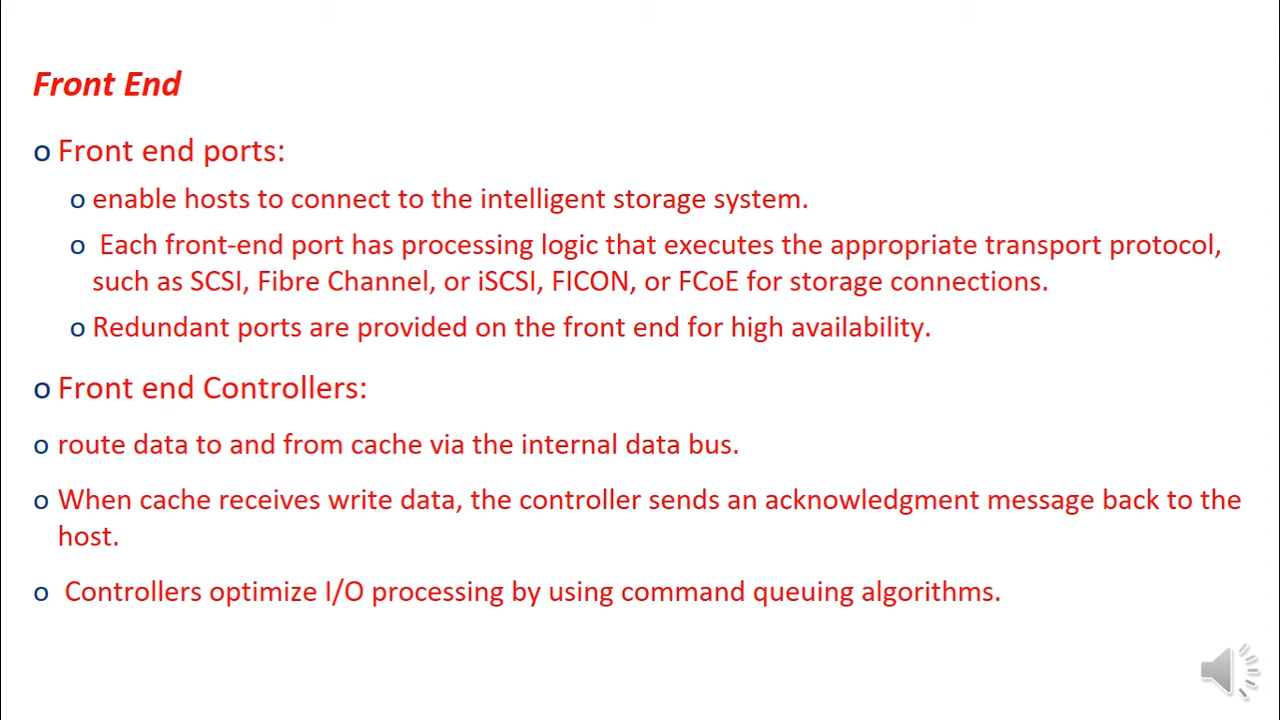 Front End
o Front end ports:
o enable hosts to connect to the intelligent storage system.
o Each front-end port has processing logic that executes the appropriate transport protocol,
such as SCSI, Fibre Channel, or iSCSI, FICON, or FCoE for storage connections.
o Redundant ports are provided on the front end for high availability.
o Front end Controllers:
o route data to and from cache via the internal data bus.
o When cache receives write data, the controller sends an acknowledgment message back to the
host.
o Controllers optimize I/O processing by using command queuing algorithms.